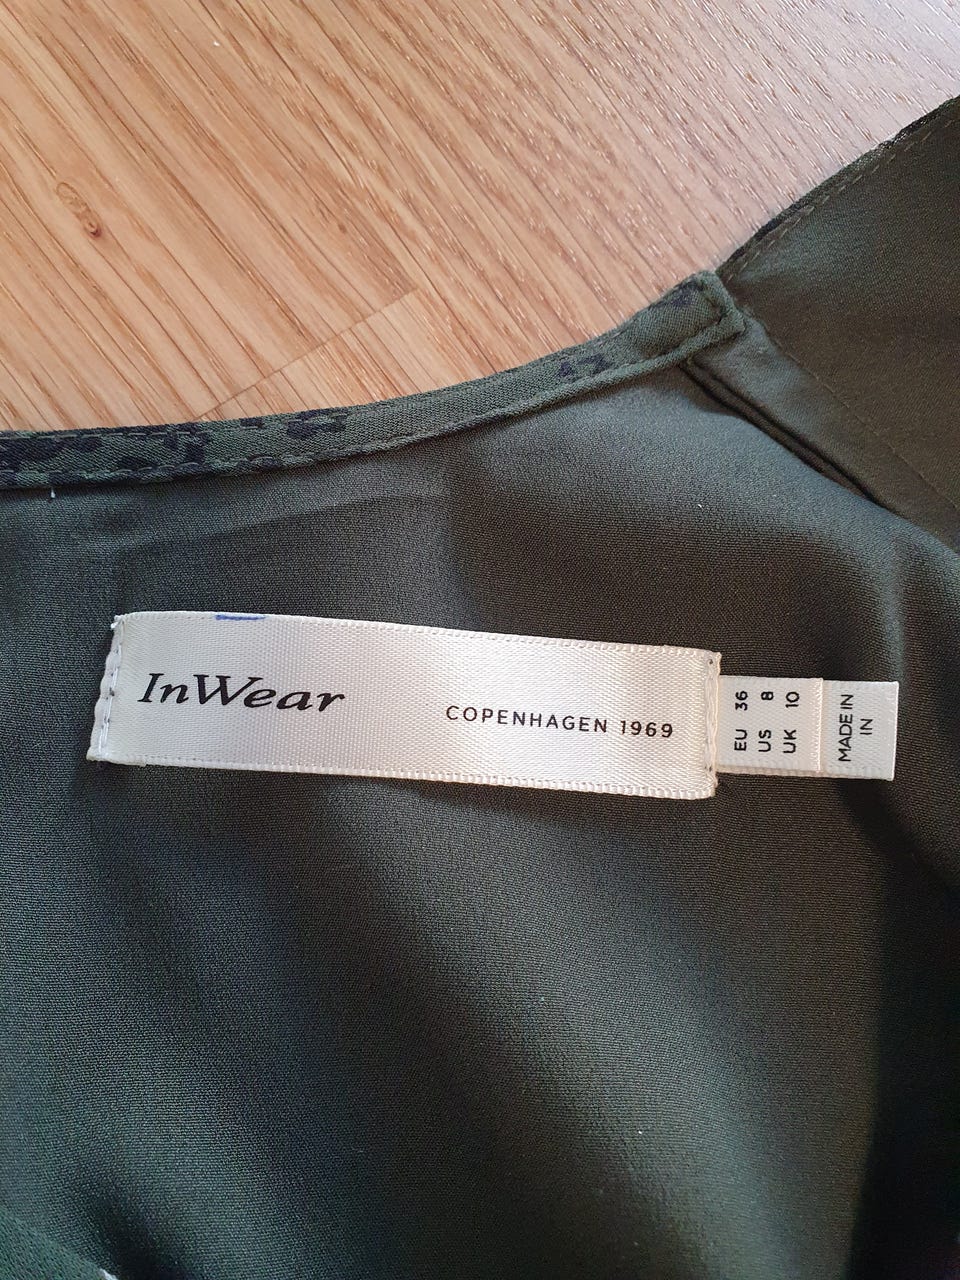 InWear
COPENHAGEN 1969
EU 36
US 8
UK 10
MADE IN
IN